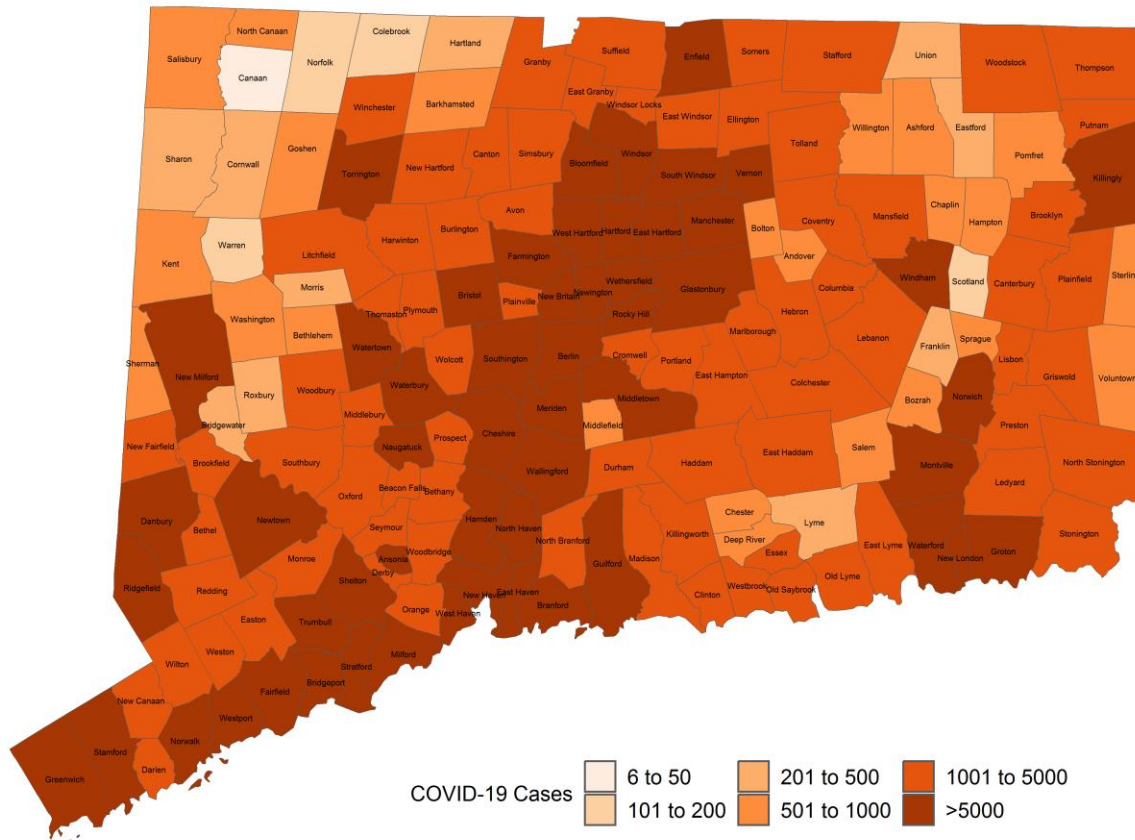 North Canaan
Colebrook
Hartland
Salisbury
Norfolk
Canaan
Suffield
Enfield
Somers
Stafford
Union
Woodstock
Thompson
Granby
East Granby
Windsor Locks
Winchester
Barkhamsted
East Windsor
Ellington
Willington
Ashford
Eastford
Putnam
Pomfret
Sharon
Cornwall
Goshen
Torrington
New Hartford
Canton
Simsbury
Bloomfield
Windsor
South Windsor
Vernon
Tolland
Killingly
Avon
Mansfield
Chaplin
Hampton
Brooklyn
Kent
Warren
Litchfield
Harwinton
Burlington
West Hartford
Hartford
East Hartford
Manchester
Bolton
Coventry
Andover
Farmington
Windham
Scotland
Canterbury
Plainfield
Sterlin
Morris
Bristol
Plainville
New Britain
Newington
Wethersfield
Glastonbury
Columbia
Thomaston
Plymouth
Washington
Bethlehem
Rocky Hill
Hebron
Marlborough
Lebanon
Franklin
Sprague
Lisbon
Griswold
Voluntown
Sherman
New Milford
Watertown
Wolcott
Southington
Berlin
Cromwell
Portland
East Hampton
Colchester
Roxbury
Woodbury
Waterbury
Middlebury
Meriden
Middletown
Middlefield
Bozrah
Norwich
Preston
Bridgewater
New Fairfield
Brookfield
Southbury
Naugatuck
Prospect
Cheshire
Wallingford
Durham
Haddam
East Haddam
Salem
Montville
Ledyard
North Stonington
Oxford
Beacon Falls
Bethany
Danbury
Bethel
Newtown
Seymour
Hamden
North Haven
North Branford
Guilford
Madison
Killingworth
Chester
Deep River
Essex
Lyme
East Lyme
Waterford
New London
Groton
Stonington
Monroe
Woodbridge
Ansonia
Derby
Ridgefield
Redding
Shelton
Orange
West Haven
New Haven
East Haven
Branford
Clinton
Westbrook
Old Saybrook
Old Lyme
Easton
Trumbull
Wilton
Weston
Milford
Stratford
Bridgeport
Fairfield
New Canaan
Westport
Norwalk
Stamford
Darien
Greenwich
COVID-19 Cases
6 to 50
101 to 200
201 to 500
501 to 1000
1001 to 5000
>5000